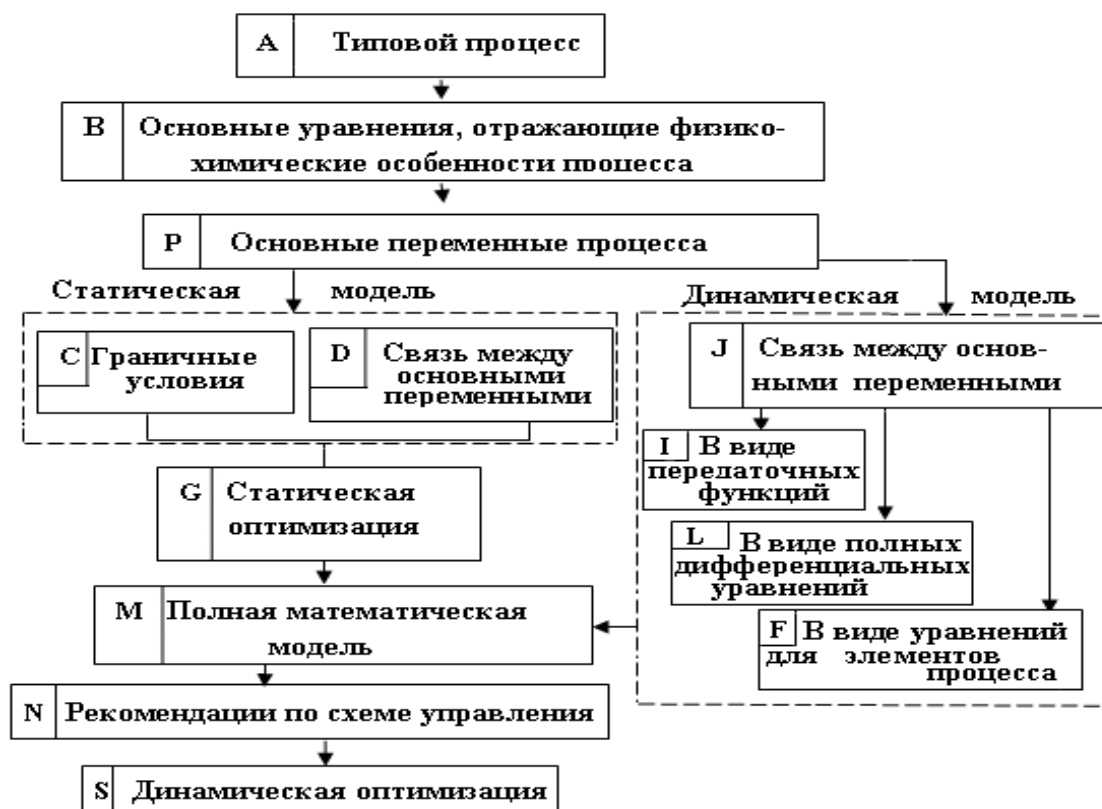 A Типовой процесс
B Основные уравнения, отражающие физико-
химические особенности процесса
P Основные переменные процесса
Статическая модель
C Граничные
условия
D Связь между
основными
переменными
G Статическая
оптимизация
Динамическая модель
J Связь между основ-
ными переменными
I В виде
передаточных
функций
L В виде полных
дифференциальных
уравнений
F В виде уравнений
для элементов
процесса
M Полная математическая
модель
N Рекомендации по схеме управления
S Динамическая оптимизация